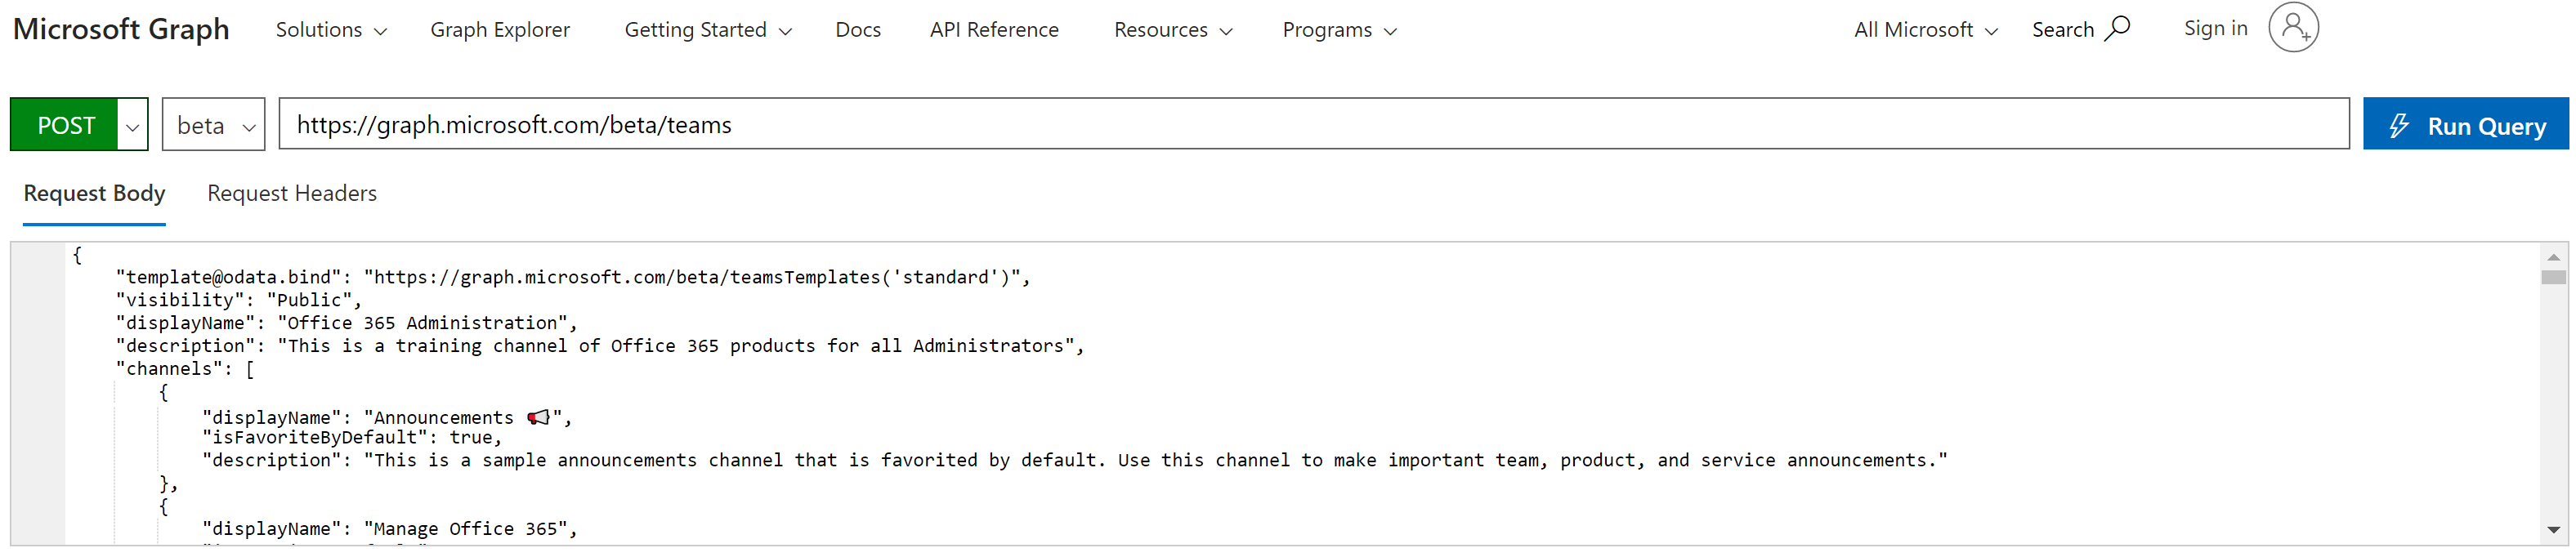 Microsoft Graph Solutions Graph Explorer Getting Started Docs API Reference Resources Programs All Microsoft Search Sign in
POST beta https://graph.microsoft.com/beta/teams Run Query
Request Body Request Headers
{
"template@odata.bind": "https://graph.microsoft.com/beta/teamsTemplates('standard')",
"visibility": "Public",
"displayName": "Office 365 Administration",
"description": "This is a training channel of Office 365 products for all Administrators",
"channels": [
{
"displayName": "Announcements 📢",
"isFavoriteByDefault": true,
"description": "This is a sample announcements channel that is favorited by default. Use this channel to make important team, product, and service announcements."
},
{
"displayName": "Manage Office 365",